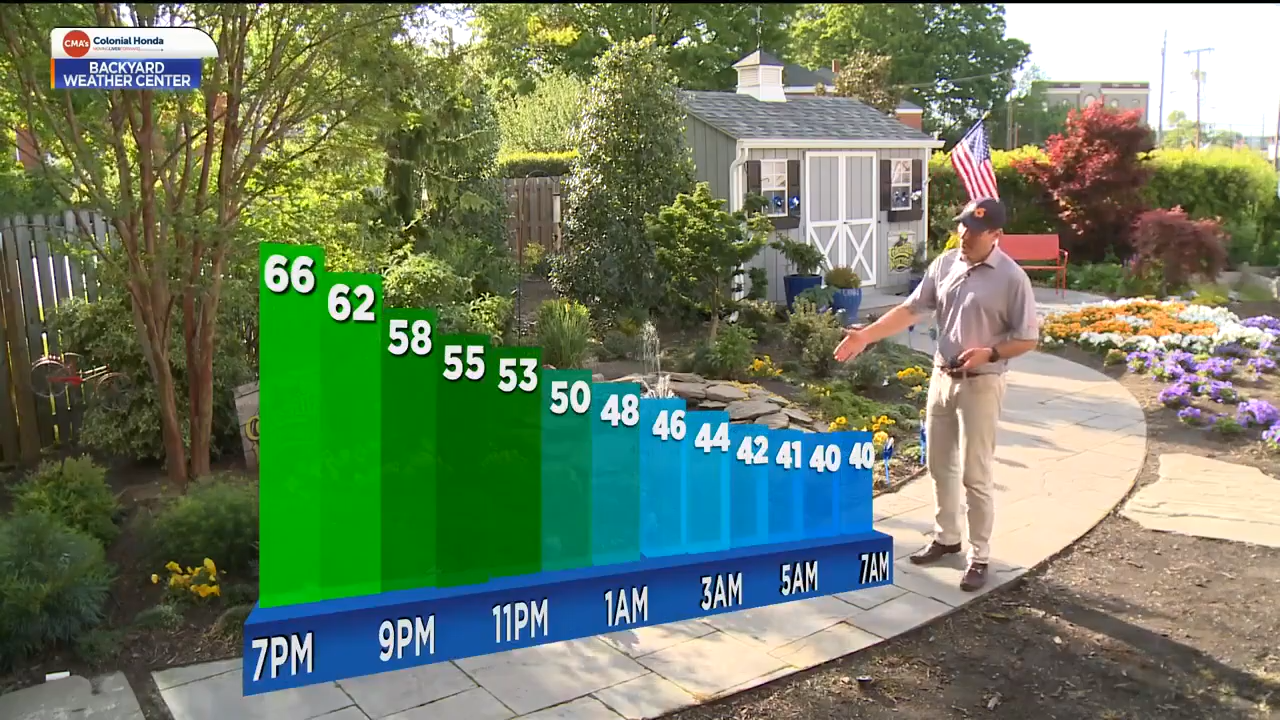 CMA's Colonial Honda
BACKYARD
WEATHER CENTER
66
62
58
55
53
50
48
46
44
42
41
40
40
7PM
9PM
11PM
1AM
3AM
5AM
7AM